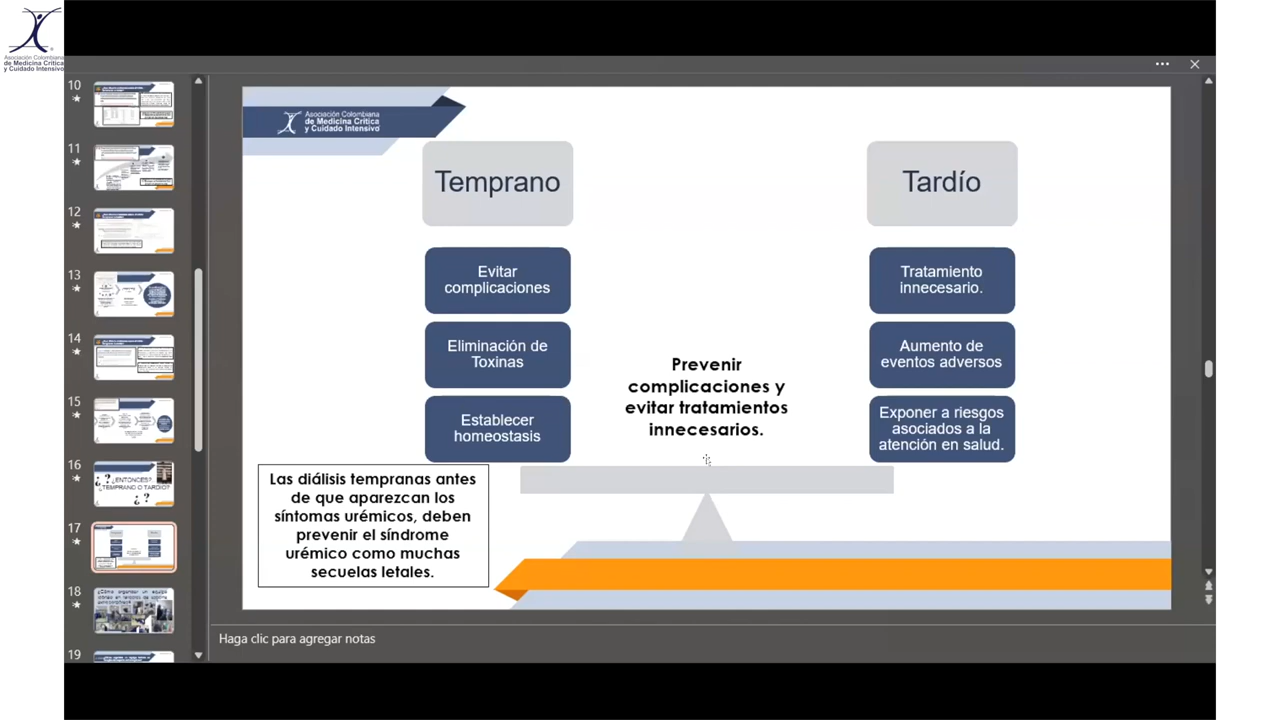 Asociación Colombiana
de Medicina Crítica
y Cuidado Intensivo
10
11
12
13
14
15
16
¿ENTONCES?.
¿TEMPRANO O TARDÍO?
17
18
19
Asociación Colombiana
de Medicina Crítica
y Cuidado Intensivo
Temprano
Tardío
Evitar
complicaciones
Eliminación de
Toxinas
Establecer
homeostasis
Tratamiento
innecesario.
Aumento de
eventos adversos
Exponer a riesgos
asociados a la
atención en salud.
Prevenir
complicaciones y
evitar tratamientos
innecesarios.
Las diálisis tempranas antes
de que aparezcan los
síntomas urémicos, deben
prevenir el síndrome
urémico como muchas
secuelas letales.
Haga clic para agregar notas